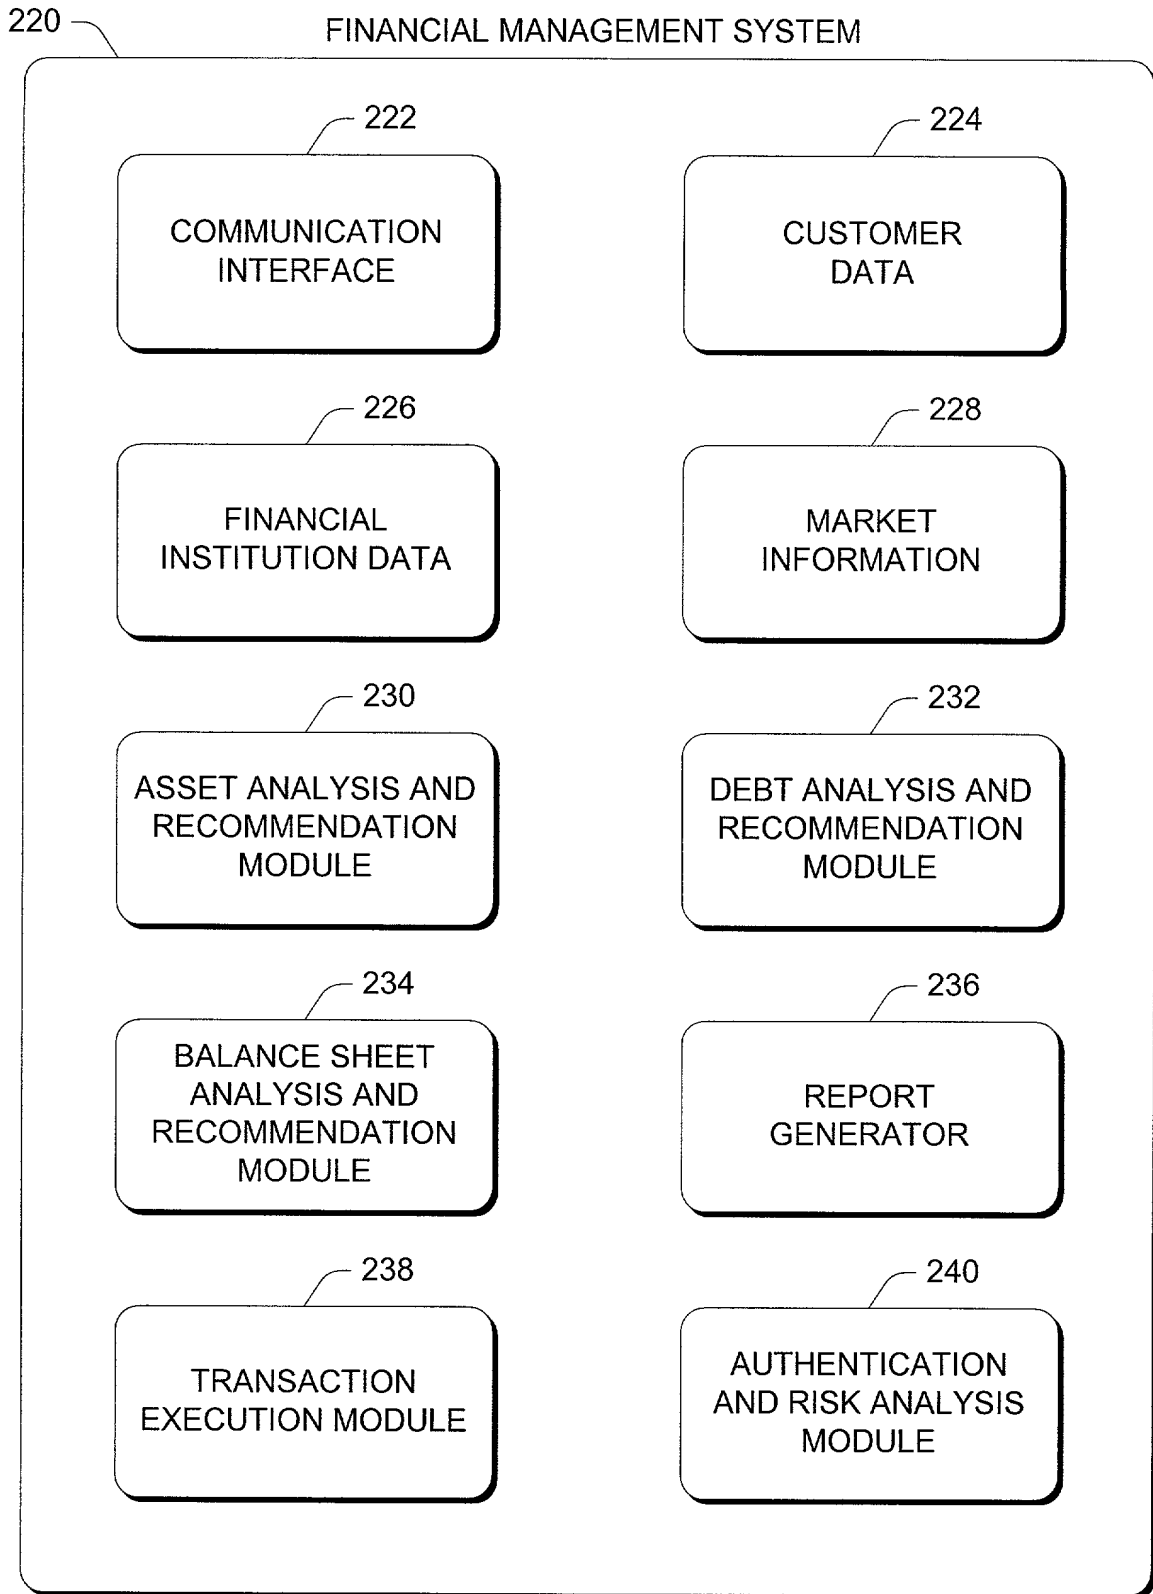 220
FINANCIAL MANAGEMENT SYSTEM
222
COMMUNICATION
INTERFACE
224
CUSTOMER
DATA
226
FINANCIAL
INSTITUTION DATA
228
MARKET
INFORMATION
230
ASSET ANALYSIS AND
RECOMMENDATION
MODULE
232
DEBT ANALYSIS AND
RECOMMENDATION
MODULE
234
BALANCE SHEET
ANALYSIS AND
RECOMMENDATION
MODULE
236
REPORT
GENERATOR
238
TRANSACTION
EXECUTION MODULE
240
AUTHENTICATION
AND RISK ANALYSIS
MODULE